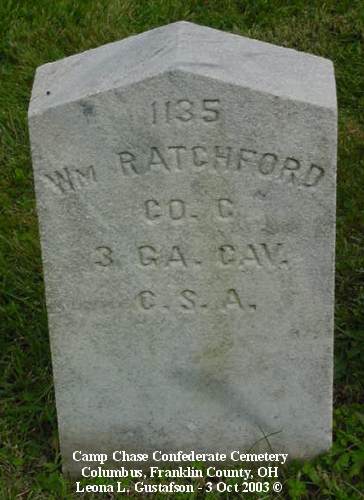 1135
WM RATCHFORD
CO. C
3 GA. CAV.
C. S. A.
Camp Chase Confederate Cemetery
Columbus, Franklin County, OH
Leona L. Gustafson - 3 Oct 2003 ©